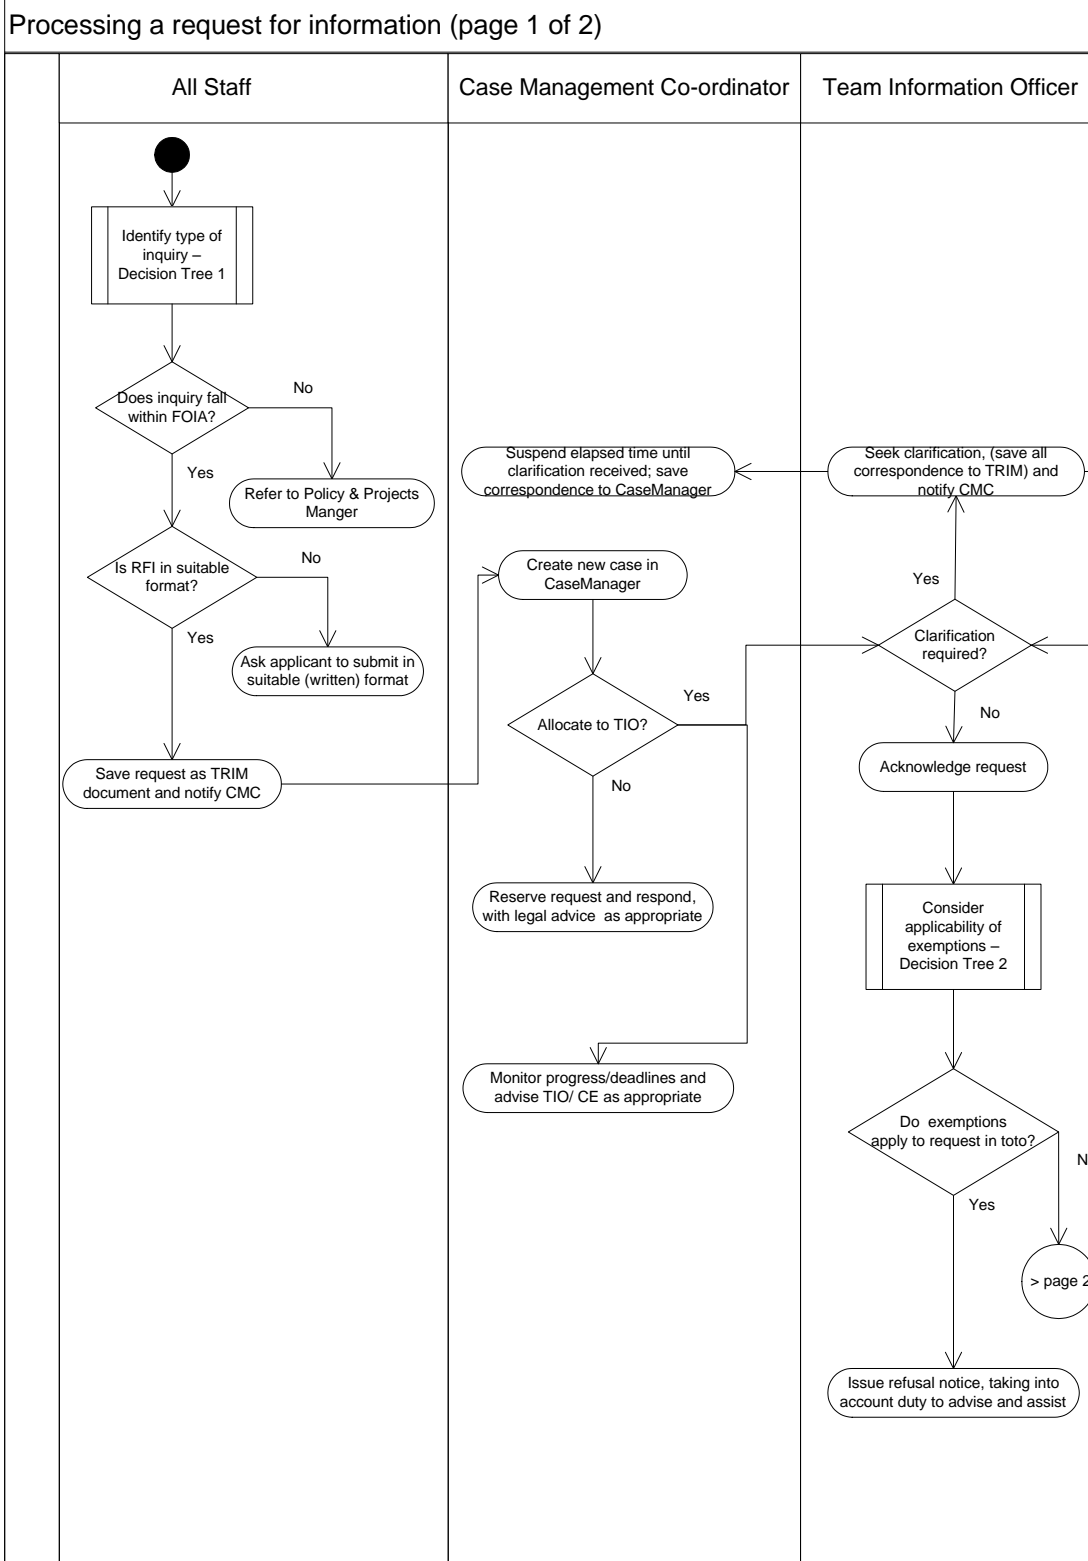 Processing a request for information (page 1 of 2)
All Staff
Case Management Co-ordinator
Team Information Officer
Identify type of
inquiry –
Decision Tree 1
Does inquiry fall
within FOIA?
No
Yes
Refer to Policy & Projects
Manger
Is RFI in suitable
format?
No
Yes
Ask applicant to submit in
suitable (written) format
Save request as TRIM
document and notify CMC
Suspend elapsed time until
clarification received; save
correspondence to CaseManager
Create new case in
CaseManager
Allocate to TIO?
Yes
No
Reserve request and respond,
with legal advice as appropriate
Monitor progress/deadlines and
advise TIO/ CE as appropriate
Seek clarification, (save all
correspondence to TRIM) and
notify CMC
Yes
Clarification
required?
No
Acknowledge request
Consider
applicability of
exemptions –
Decision Tree 2
Do exemptions
apply to request in toto?
N
Yes
> page 2
Issue refusal notice, taking into
account duty to advise and assist